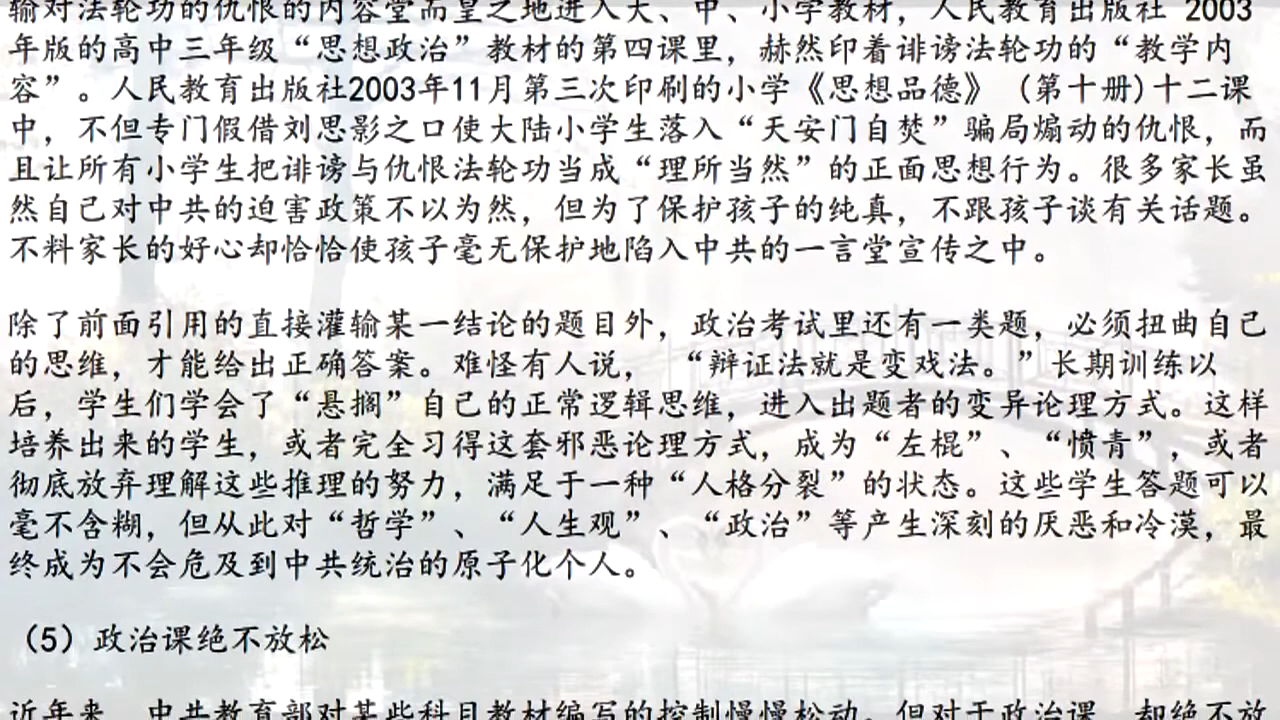 输对法轮功的仇恨的内容堂而皇之地进入大、中、小学教材，人民教育出版社 2003
年版的高中三年级“思想政治”教材的第四课里，赫然印着诽谤法轮功的“教学内
容”。人民教育出版社2003年11月第三次印刷的小学《思想品德》（第十册)十二课
中，不但专门假借刘思影之口使大陆小学生落入“天安门自焚”骗局煽动的仇恨，而
且让所有小学生把诽谤与仇恨法轮功当成“理所当然”的正面思想行为。很多家长虽
然自己对中共的迫害政策不以为然，但为了保护孩子的纯真，不跟孩子谈有关话题。
不料家长的好心却恰恰使孩子毫无保护地陷入中共的一言堂宣传之中。
除了前面引用的直接灌输某一结论的题目外，政治考试里还有一类题，必须扭曲自己
的思维，才能给出正确答案。难怪有人说，“辩证法就是变戏法。”长期训练以
后，学生们学会了“悬搁”自己的正常逻辑思维，进入出题者的变异论理方式。这样
培养出来的学生，或者完全习得这套邪恶论理方式，成为“左棍”、“愤青”，或者
彻底放弃理解这些推理的努力，满足于一种“人格分裂”的状态。这些学生答题可以
毫不含糊，但从此对“哲学”、“人生观”、“政治”等产生深刻的厌恶和冷漠，最
终成为不会危及到中共统治的原子化个人。
（5）政治课绝不放松
近年来，中共教育部对某些科目教材编写的控制慢慢松动。但对于政治课，却绝不放